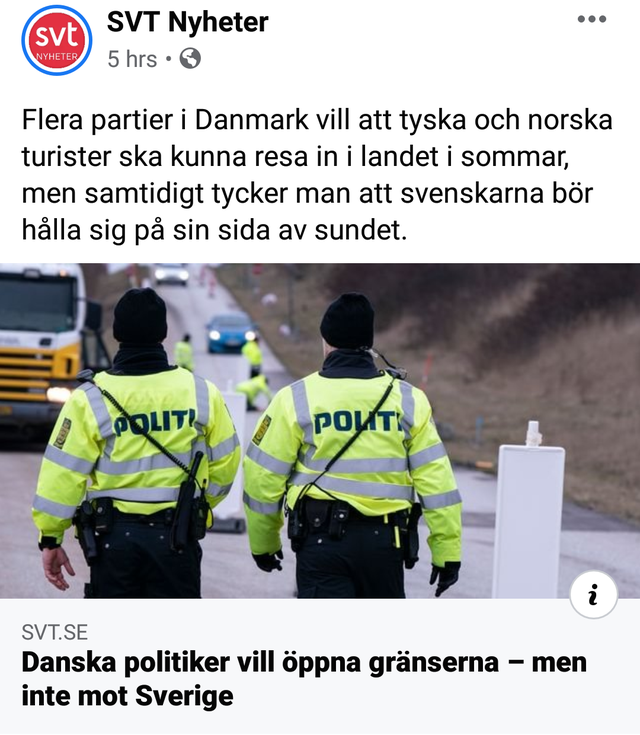 svt
NYHETER
SVT Nyheter
5 hrs •
Flera partier i Danmark vill att tyska och norska
turister ska kunna resa in i landet i sommar,
men samtidigt tycker man att svenskarna bör
hålla sig på sin sida av sundet.
POLITI
POLITI
i
SVT.SE
Danska politiker vill öppna gränserna – men
inte mot Sverige